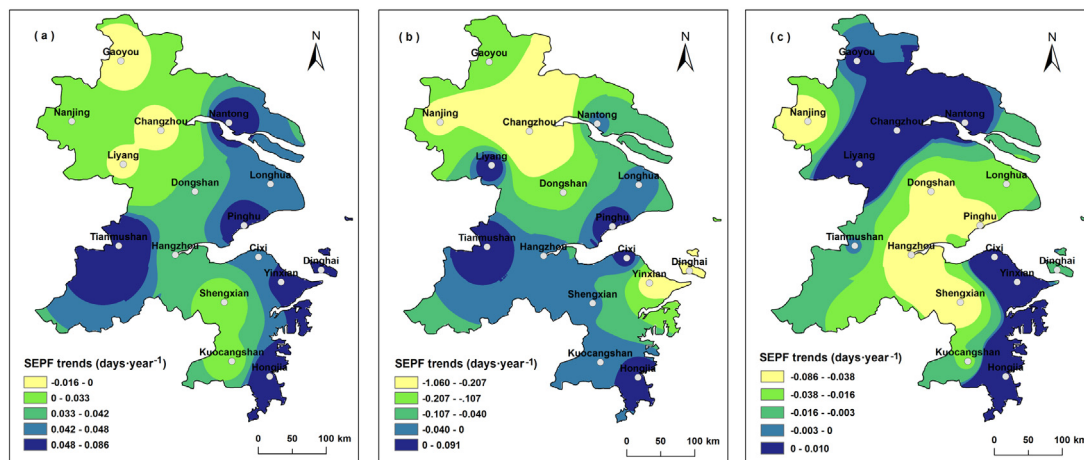 ( a )
N
Gaoyou
Nanjing
Changzhou
Nantong
Liyang
Dongshan
Longhua
Pinghu
Tianmushan
Hangzhou
Cixi
Dinghai
Yinxian
Shengxian
Kuocangshan
Hongjia
SEPF trends (days·year-1)
-0.016 - 0
0 - 0.033
0.033 - 0.042
0.042 - 0.048
0.048 - 0.086
0 50 100 km
( b )
N
Gaoyou
Nanjing
Changzhou
Nantong
Liyang
Dongshan
Longhua
Pinghu
Tianmushan
Hangzhou
Cixi
Dinghai
Yinxian
Shengxian
Kuocangshan
Hongjia
SEPF trends (days·year-1)
-1.060 - -0.207
-0.207 - -.107
-0.107 - -0.040
-0.040 - 0
0 - 0.091
0 50 100 km
( c )
N
Gaoyou
Nanjing
Changzhou
Nantong
Liyang
Dongshan
Longhua
Pinghu
Tianmushan
Hangzhou
Cixi
Dinghai
Yinxian
Shengxian
Kuocangshan
Hongjia
SEPF trends (days·year-1)
-0.086 - -0.038
-0.038 - -0.016
-0.016 - -0.003
-0.003 - 0
0 - 0.010
0 50 100 km